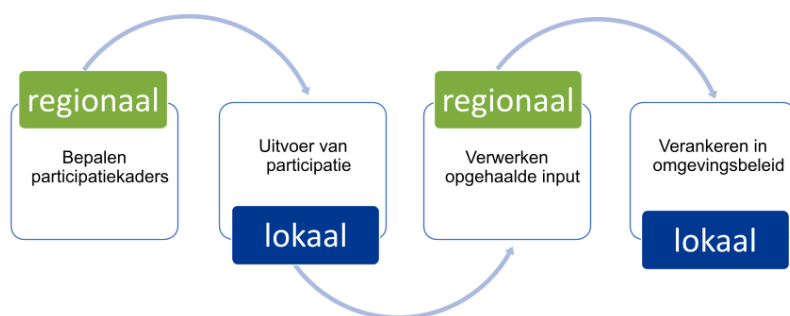 regionaal
Bepalen
participatiekaders
Uitvoer van
participatie
lokaal
regionaal
Verwerken
opgehaalde input
Verankeren in
omgevingsbeleid
lokaal